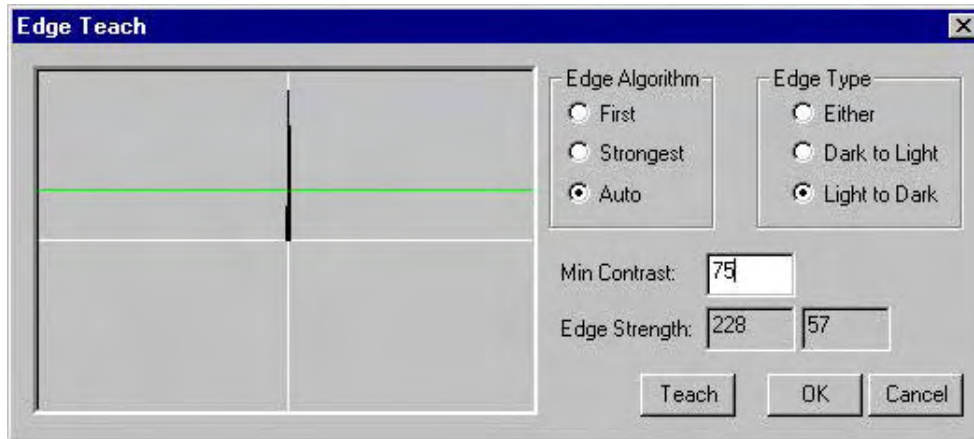 Edge Teach
Edge Algorithm
First
Strongest
Auto
Edge Type
Either
Dark to Light
Light to Dark
Min Contrast: 75
Edge Strength: 228 57
Teach OK Cancel